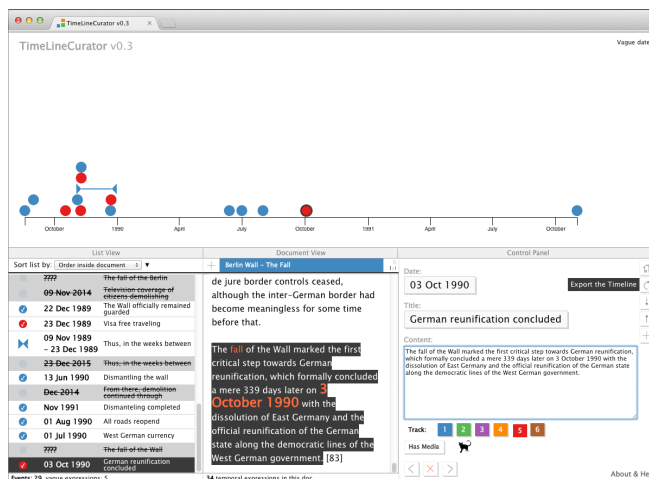 TimeLineCurator v0.3
TimeLineCurator v0.3
Vague date
October
1990
April
July
October
1991
April
July
October
List View
Document View
Control Panel
Sort list by: Order inside document
Berlin Wall – The Fall
1/1
????
The fall of the Berlin
09 Nov 2014
Television coverage of
citizens demolishing
22 Dec 1989
The Wall officially remained
guarded
23 Dec 1989
Visa free traveling
09 Nov 1989
– 23 Dec 1989
Thus, in the weeks between
23 Dec 2015
Thus, in the weeks between
13 Jun 1990
Dismantling the wall
Dec 2014
From there, demolition
continued through
Nov 1991
Dismanteling completed
01 Aug 1990
All roads reopend
01 Jul 1990
West German currency
????
The fall of the Wall
03 Oct 1990
German reunification
concluded
Events: 29, vague expressions: 5
de jure border controls ceased,
although the inter-German border had
become meaningless for some time
before that.
The fall of the Wall marked the first
critical step towards German
reunification, which formally concluded
a mere 339 days later on 3
October 1990 with the
dissolution of East Germany and the
official reunification of the German
state along the democratic lines of the
West German government. [83]
34 temporal expressions in this doc
Date:
03 Oct 1990
Export the Timeline
Title:
German reunification concluded
Content:
The fall of the Wall marked the first critical step towards German reunification,
which formally concluded a mere 339 days later on 3 October 1990 with the
dissolution of East Germany and the official reunification of the German state
along the democratic lines of the West German government.
Track: 1 2 3 4 5 6
Has Media
About & He